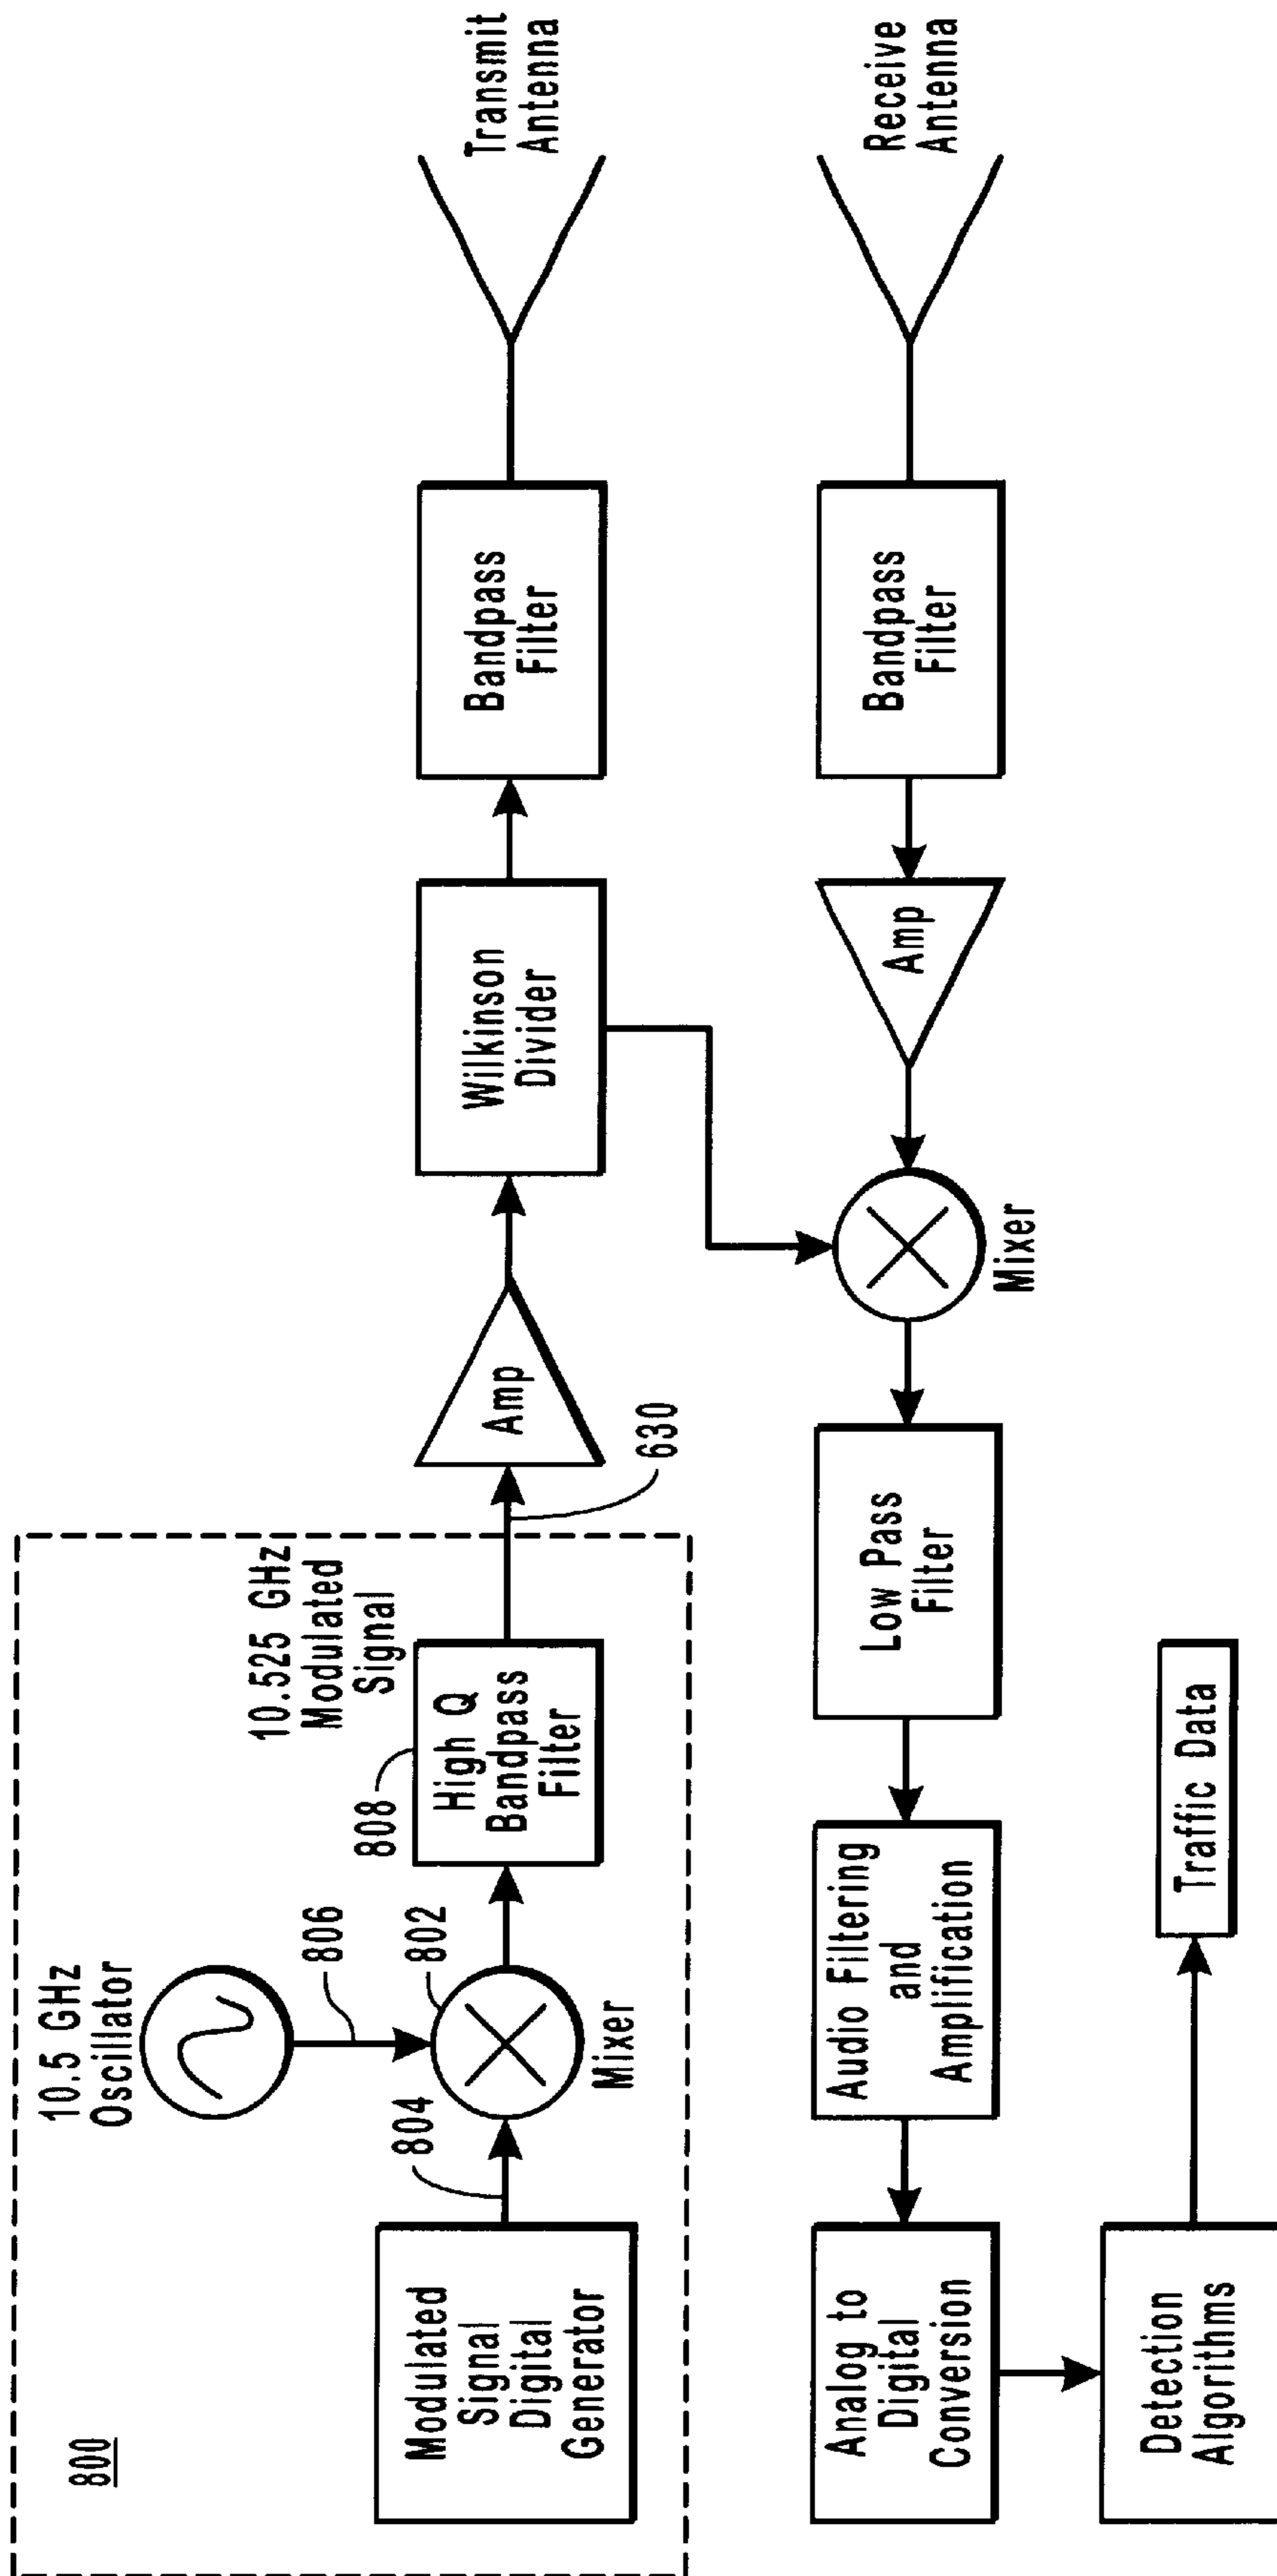 800
10.5 GHz
Oscillator
806
804
802
Mixer
Modulated
Signal
Digital
Generator
808
High Q
Bandpass
Filter
10.525 GHz
Modulated
Signal
630
Amp
Wilkinson
Divider
Bandpass
Filter
Transmit
Antenna
Receive
Antenna
Bandpass
Filter
Amp
Mixer
Low Pass
Filter
Audio Filtering
and
Amplification
Analog to
Digital
Conversion
Detection
Algorithms
Traffic Data